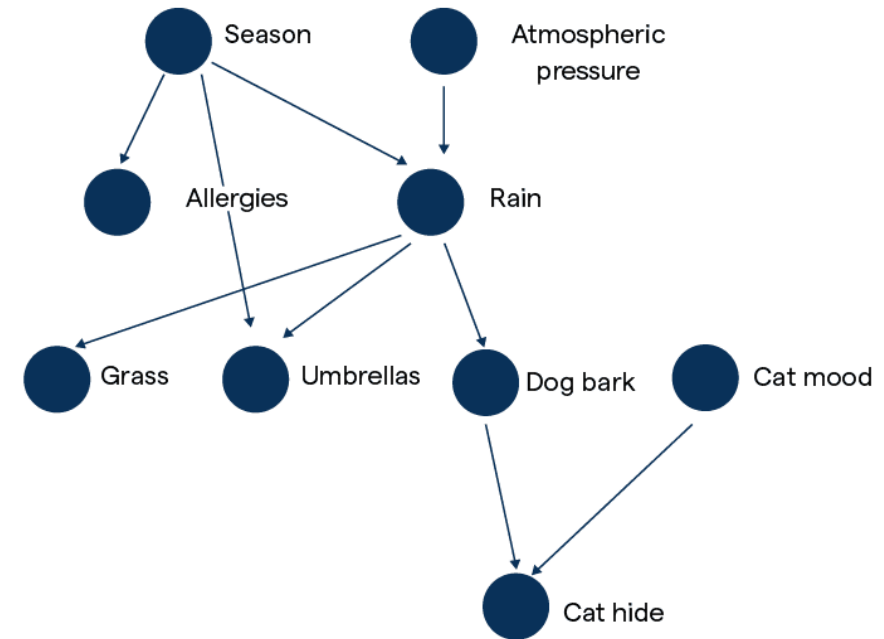 Season
Atmospheric
pressure
Allergies
Rain
Grass
Umbrellas
Dog bark
Cat mood
Cat hide